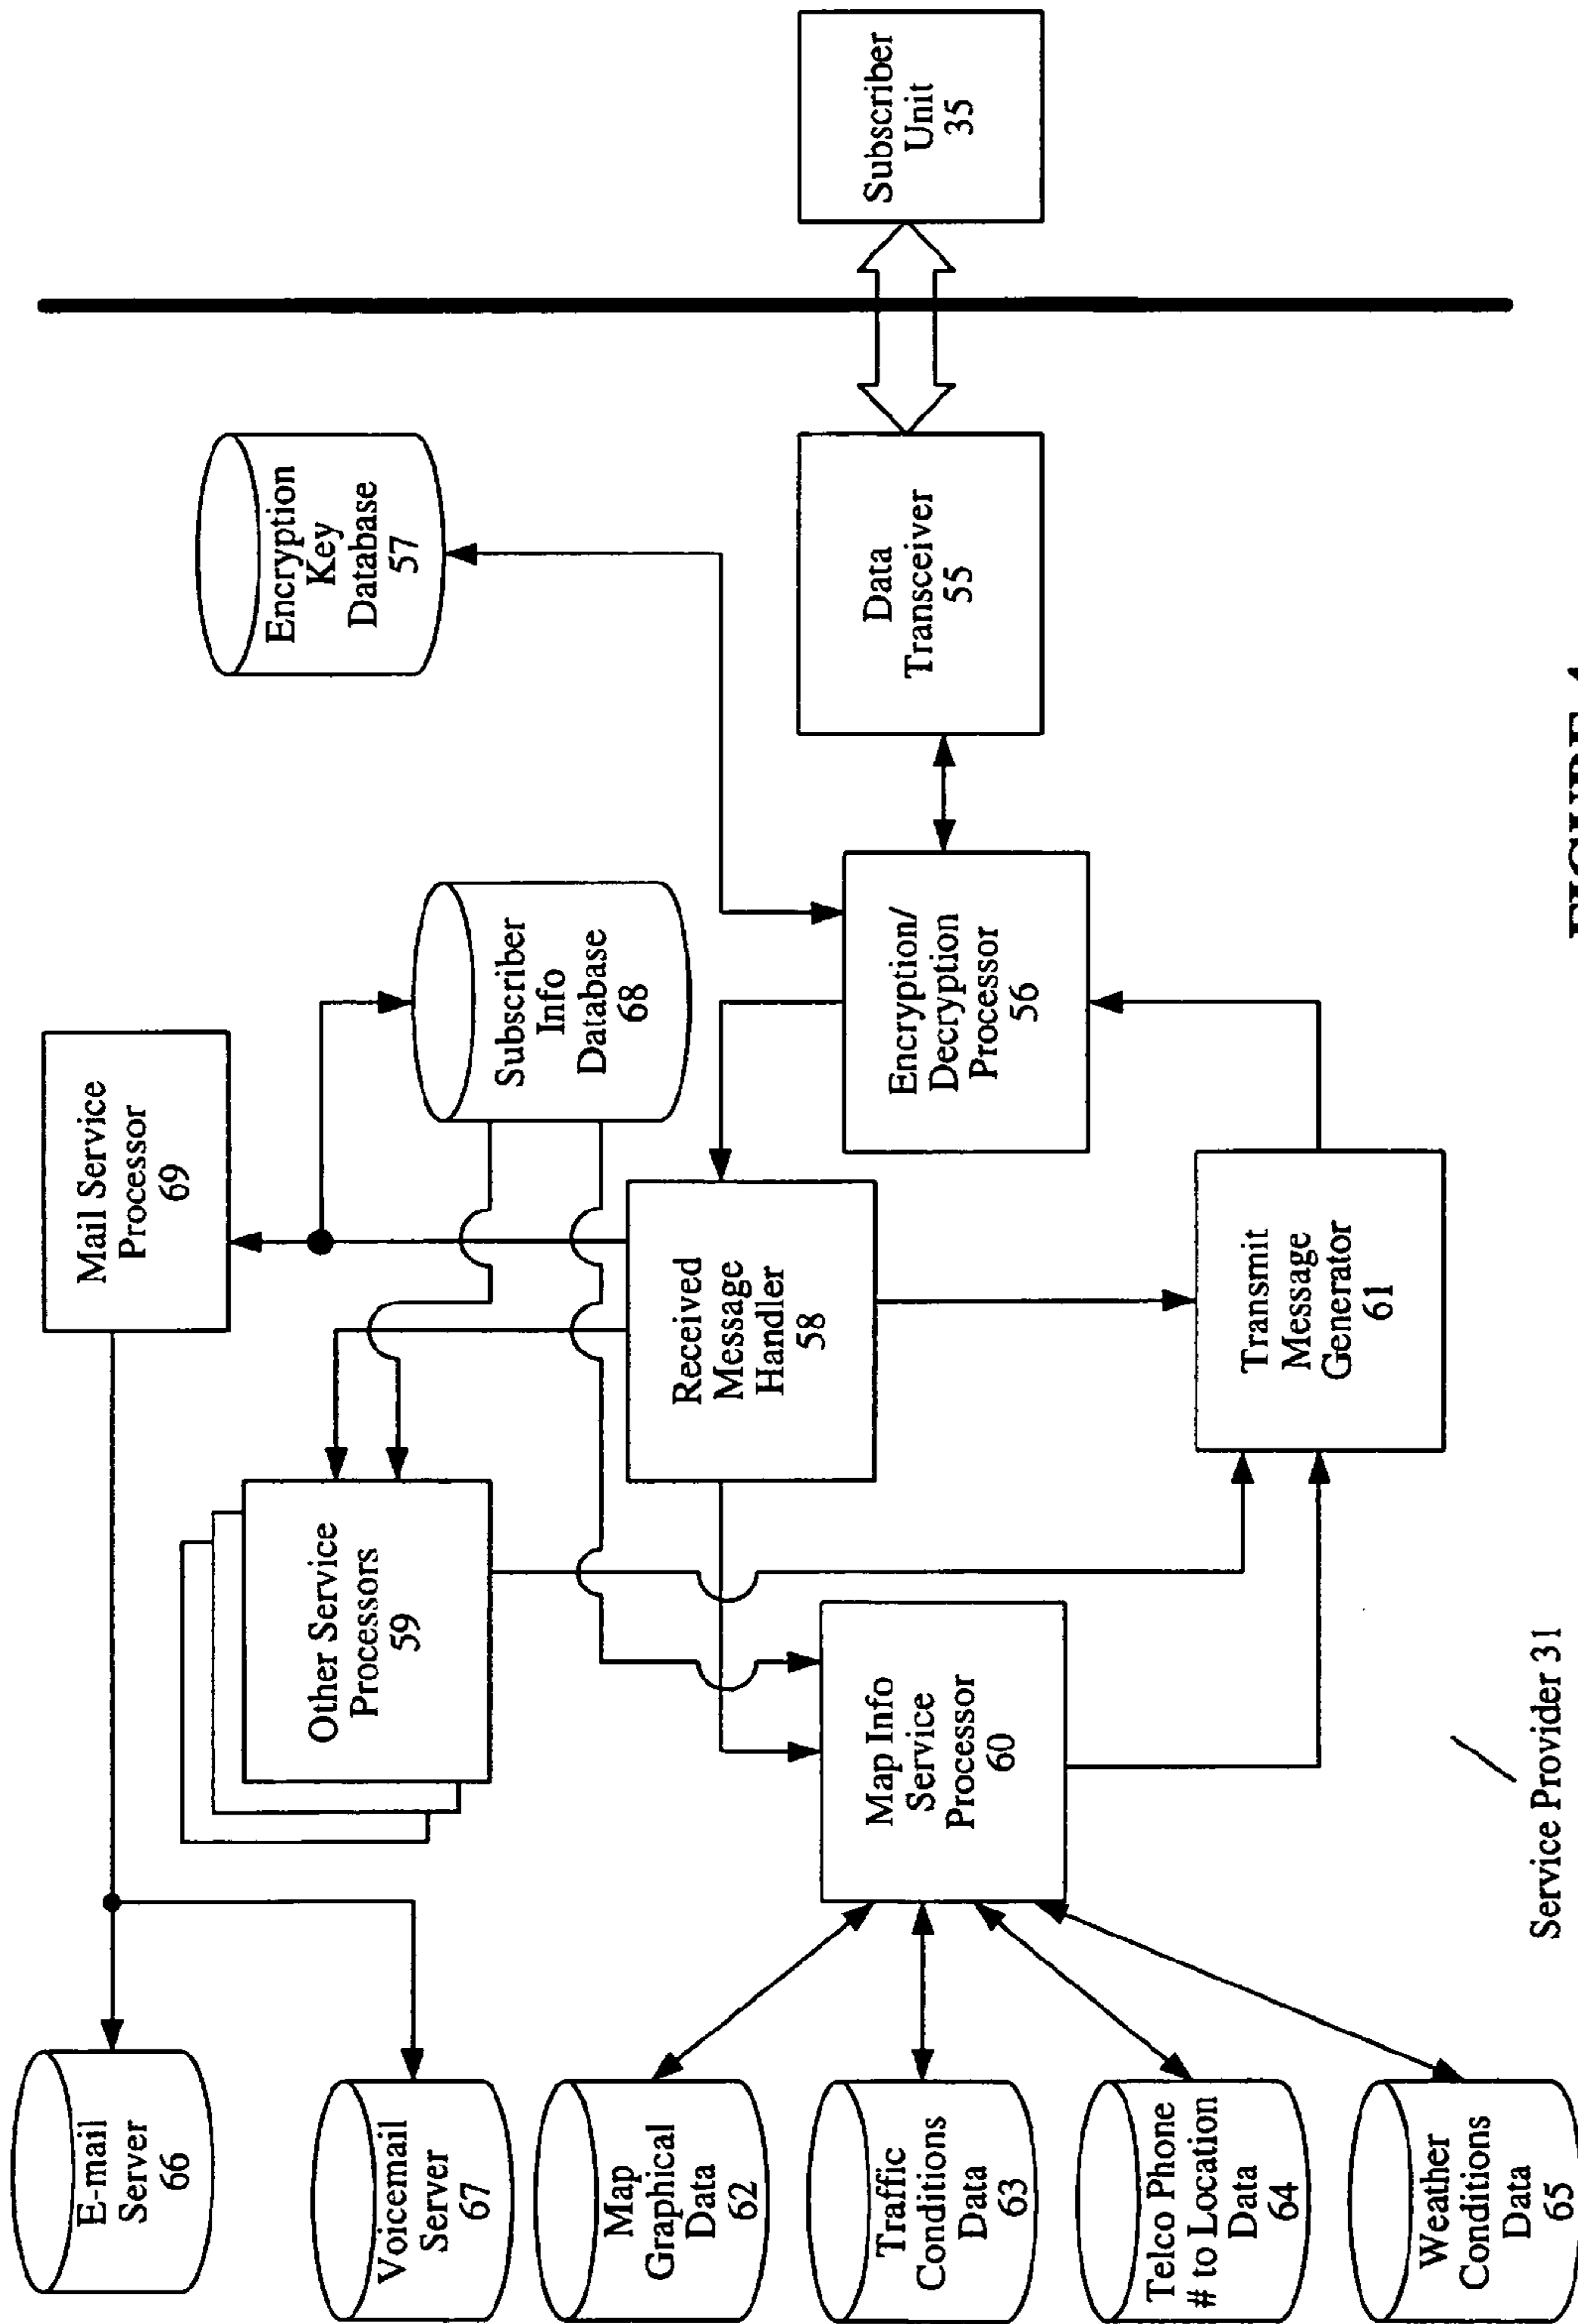 E-mail
Server
66
Voicemail
Server
67
Map
Graphical
Data
62
Traffic
Conditions
Data
63
Telco Phone
# to Location
Data
64
Weather
Conditions
Data
65
Mail Service
Processor
69
Other Service
Processors
59
Map Info
Service
Processor
60
Received
Message
Handler
58
Subscriber
Info
Database
68
Transmit
Message
Generator
61
Encryption/
Decryption
Processor
56
Encryption
Key
Database
57
Data
Transceiver
55
Subscriber
Unit
35
Service Provider 31